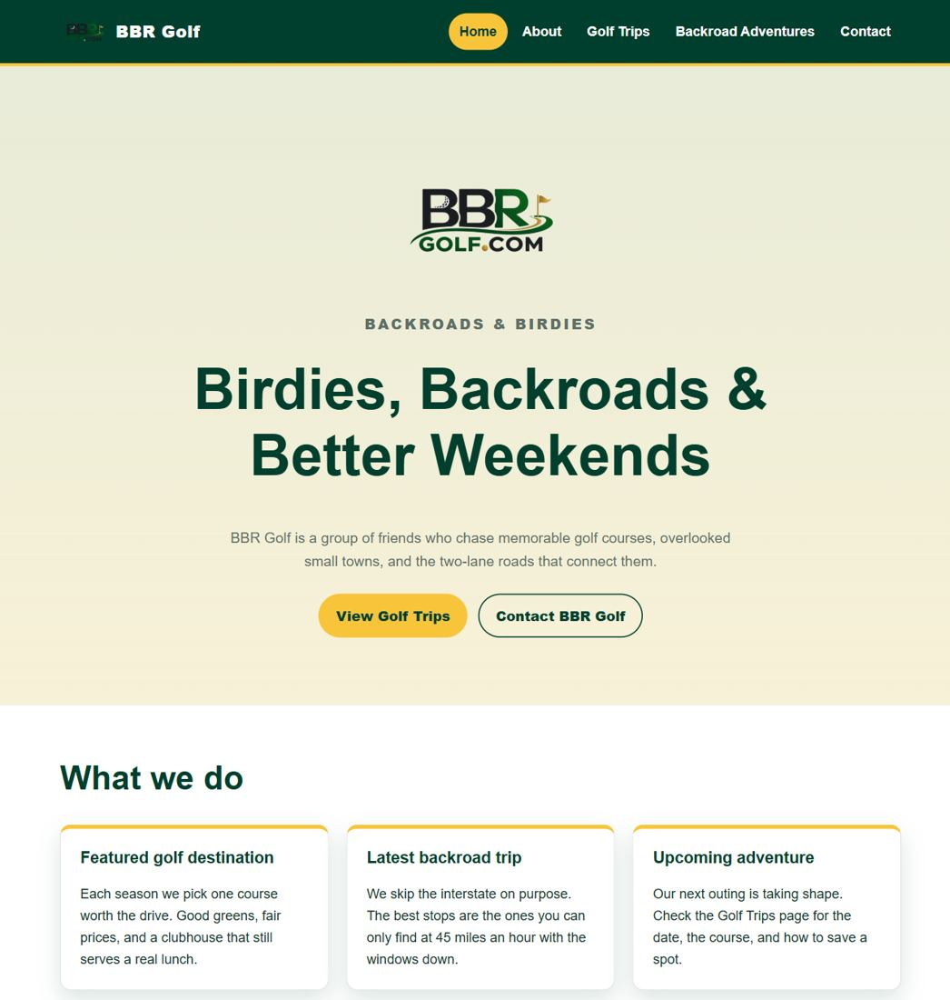 BBR
GOLF.COM
BBR Golf
Home
About
Golf Trips
Backroad Adventures
Contact
BBR
GOLF.COM
BACKROADS & BIRDIES
Birdies, Backroads &
Better Weekends
BBR Golf is a group of friends who chase memorable golf courses, overlooked
small towns, and the two-lane roads that connect them.
View Golf Trips
Contact BBR Golf
What we do
Featured golf destination
Each season we pick one course
worth the drive. Good greens, fair
prices, and a clubhouse that still
serves a real lunch.
Latest backroad trip
We skip the interstate on purpose.
The best stops are the ones you can
only find at 45 miles an hour with the
windows down.
Upcoming adventure
Our next outing is taking shape.
Check the Golf Trips page for the
date, the course, and how to save a
spot.